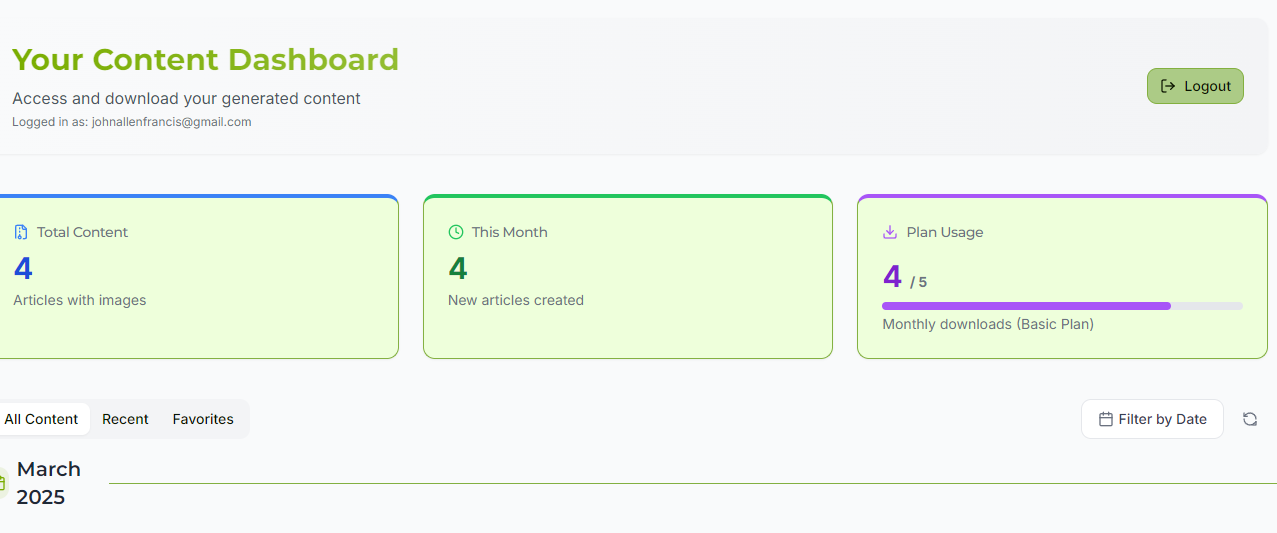 Your Content Dashboard
Access and download your generated content
Logged in as: johnallenfrancis@gmail.com
Logout
Total Content
4
Articles with images
This Month
4
New articles created
Plan Usage
4 / 5
Monthly downloads (Basic Plan)
All Content Recent Favorites
Filter by Date
March
2025